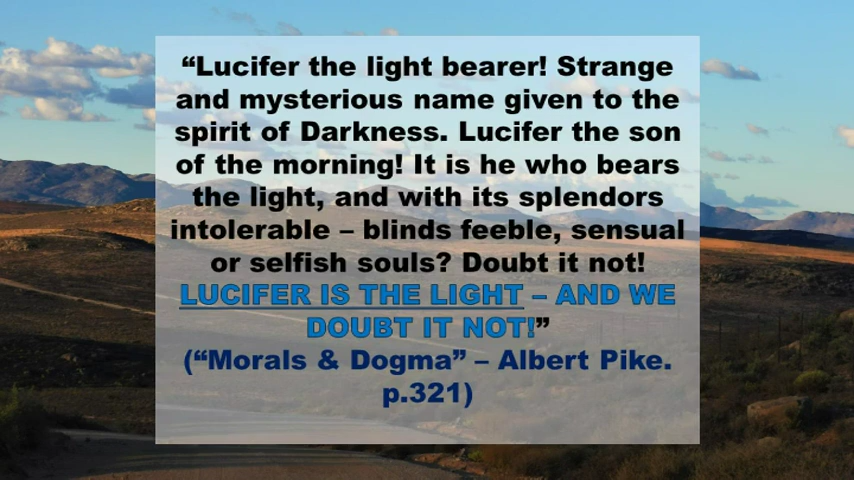 “Lucifer the light bearer! Strange
and mysterious name given to the
spirit of Darkness. Lucifer the son
of the morning! It is he who bears
the light, and with its splendors
intolerable – blinds feeble, sensual
or selfish souls? Doubt it not!
LUCIFER IS THE LIGHT – AND WE
DOUBT IT NOT!”
(“Morals & Dogma” – Albert Pike.
p.321)